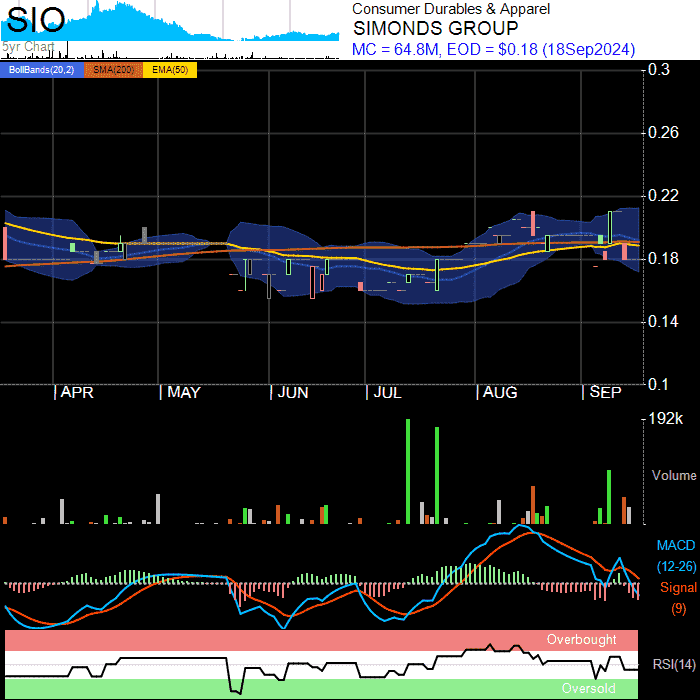 SIO
5yr Chart
Consumer Durables & Apparel
SIMONDS GROUP
MC = 64.8M, EOD = $0.18 (18Sep2024)
BollBands(20,2) SMA(200) EMA(50)
0.3
0.26
0.22
0.18
0.14
0.1
APR MAY JUN JUL AUG SEP
192k
Volume
MACD
(12-26)
Signal
(9)
Overbought
RSI(14)
Oversold